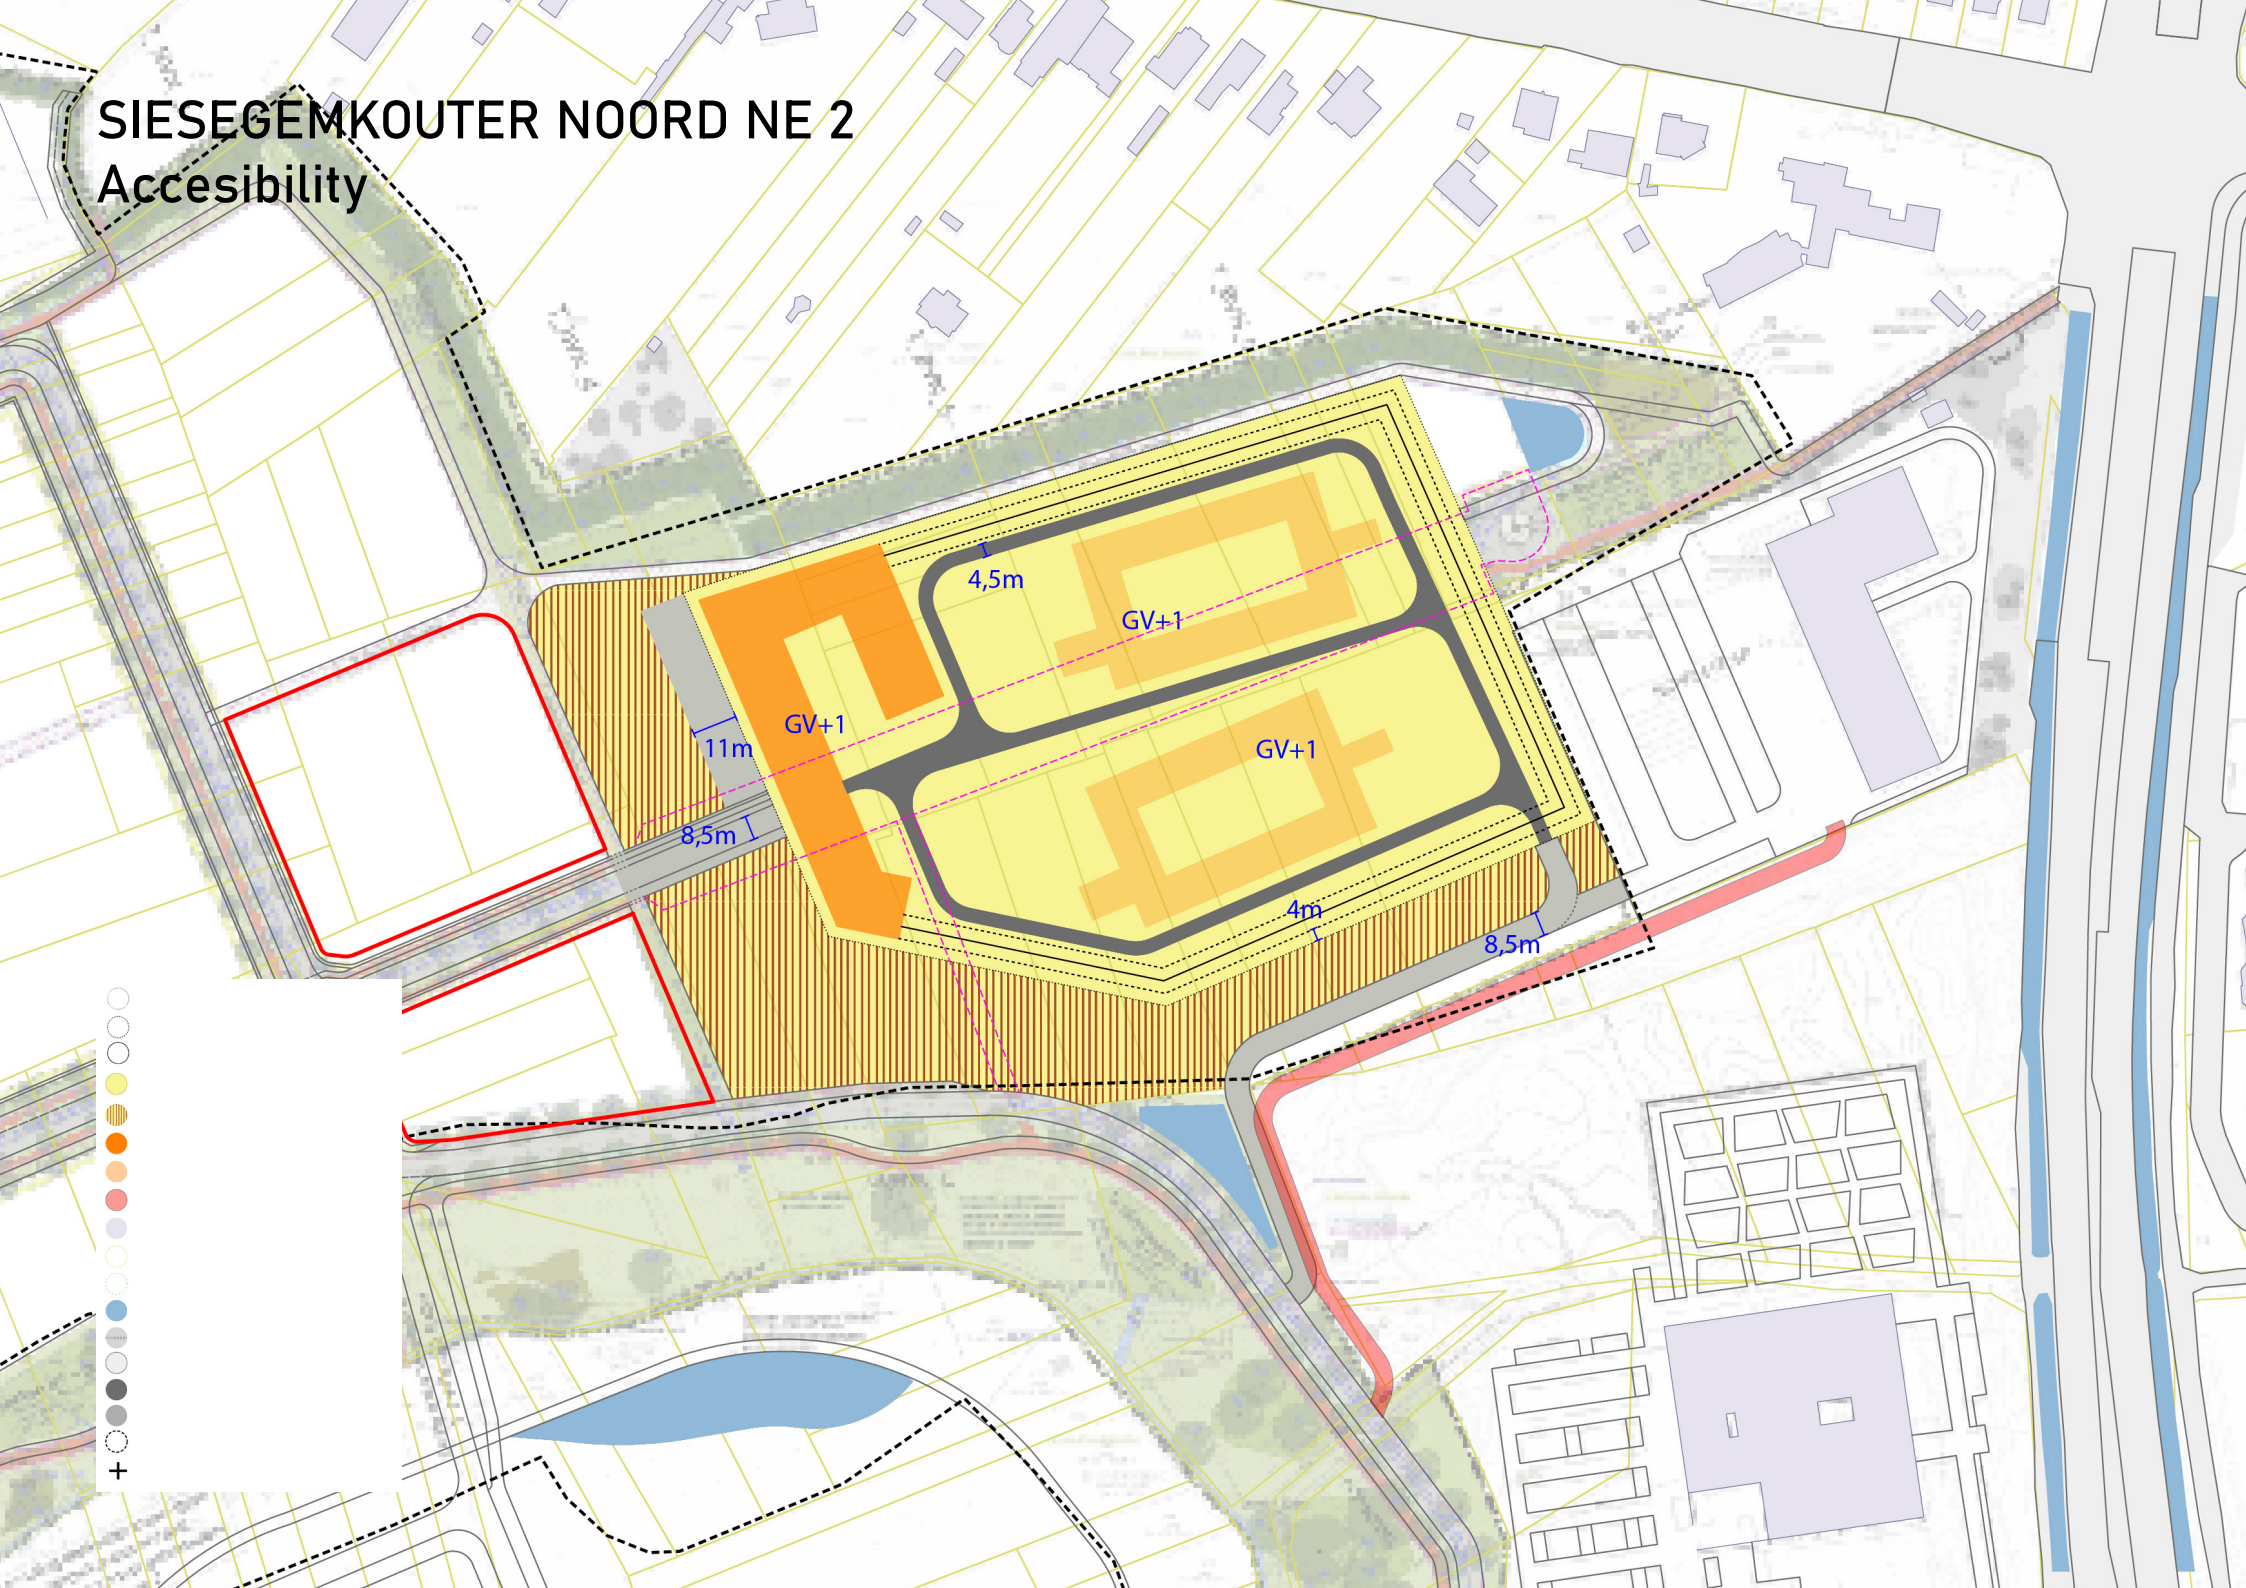 SIESEGEMKOUTER NOORD NE 2
Accesibility
4,5m
GV+1
GV+1
11m
GV+1
8,5m
4m
8,5m